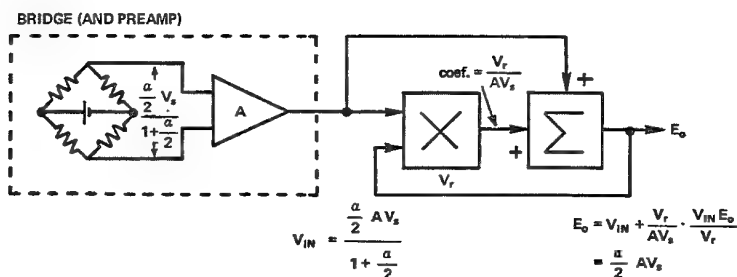 BRIDGE (AND PREAMP)
α/2 Vs
1+α/2
A
coef. = Vr/AVs
+
+
Σ
Eo
Vr
VIN = α/2 AVs / 1 + α/2
Eo = VIN + Vr/AVs · VIN Eo/Vr
= α/2 AVs